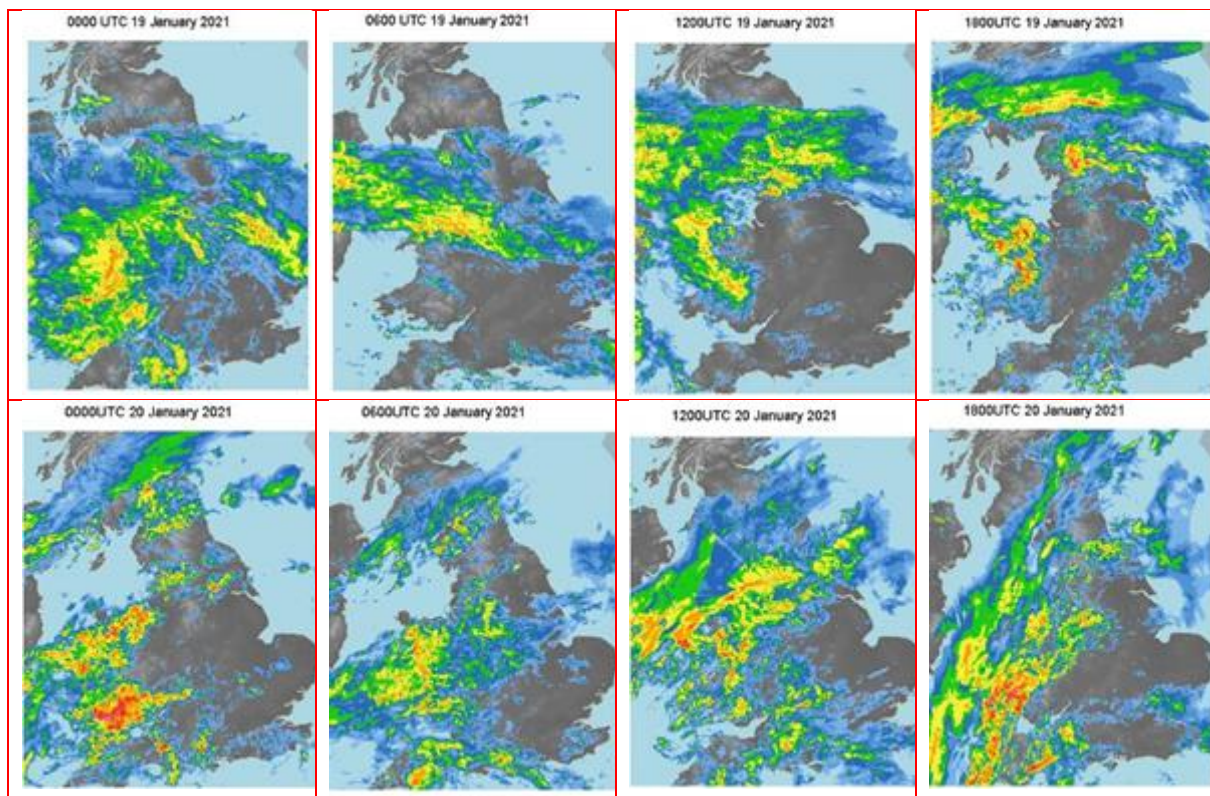 0000 UTC 19 January 2021
0600 UTC 19 January 2021
1200UTC 19 January 2021
1800UTC 19 January 2021
0000UTC 20 January 2021
0600UTC 20 January 2021
1200UTC 20 January 2021
1800UTC 20 January 2021